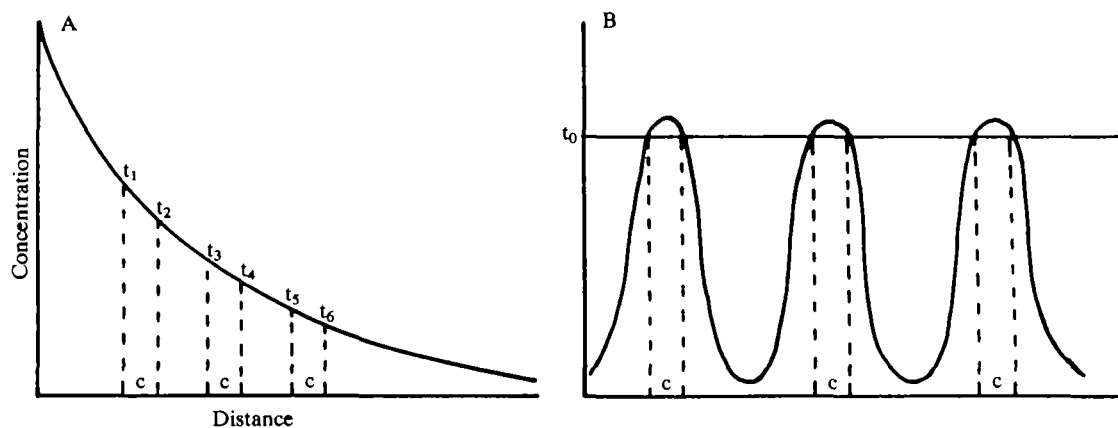 A
Concentration
t₁
t₂
t₃
t₄
t₅
t₆
c c c
Distance
B
t₀
c c c